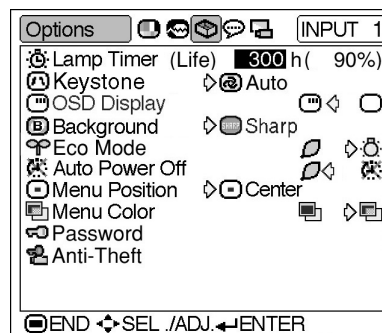 Options INPUT 1
Lamp Timer (Life) 300 h( 90%)
Keystone Auto
OSD Display
B Background SHARP Sharp
Eco Mode
Auto Power Off
Menu Position Center
Menu Color
Password
Anti-Theft
END SEL ./ADJ. ENTER